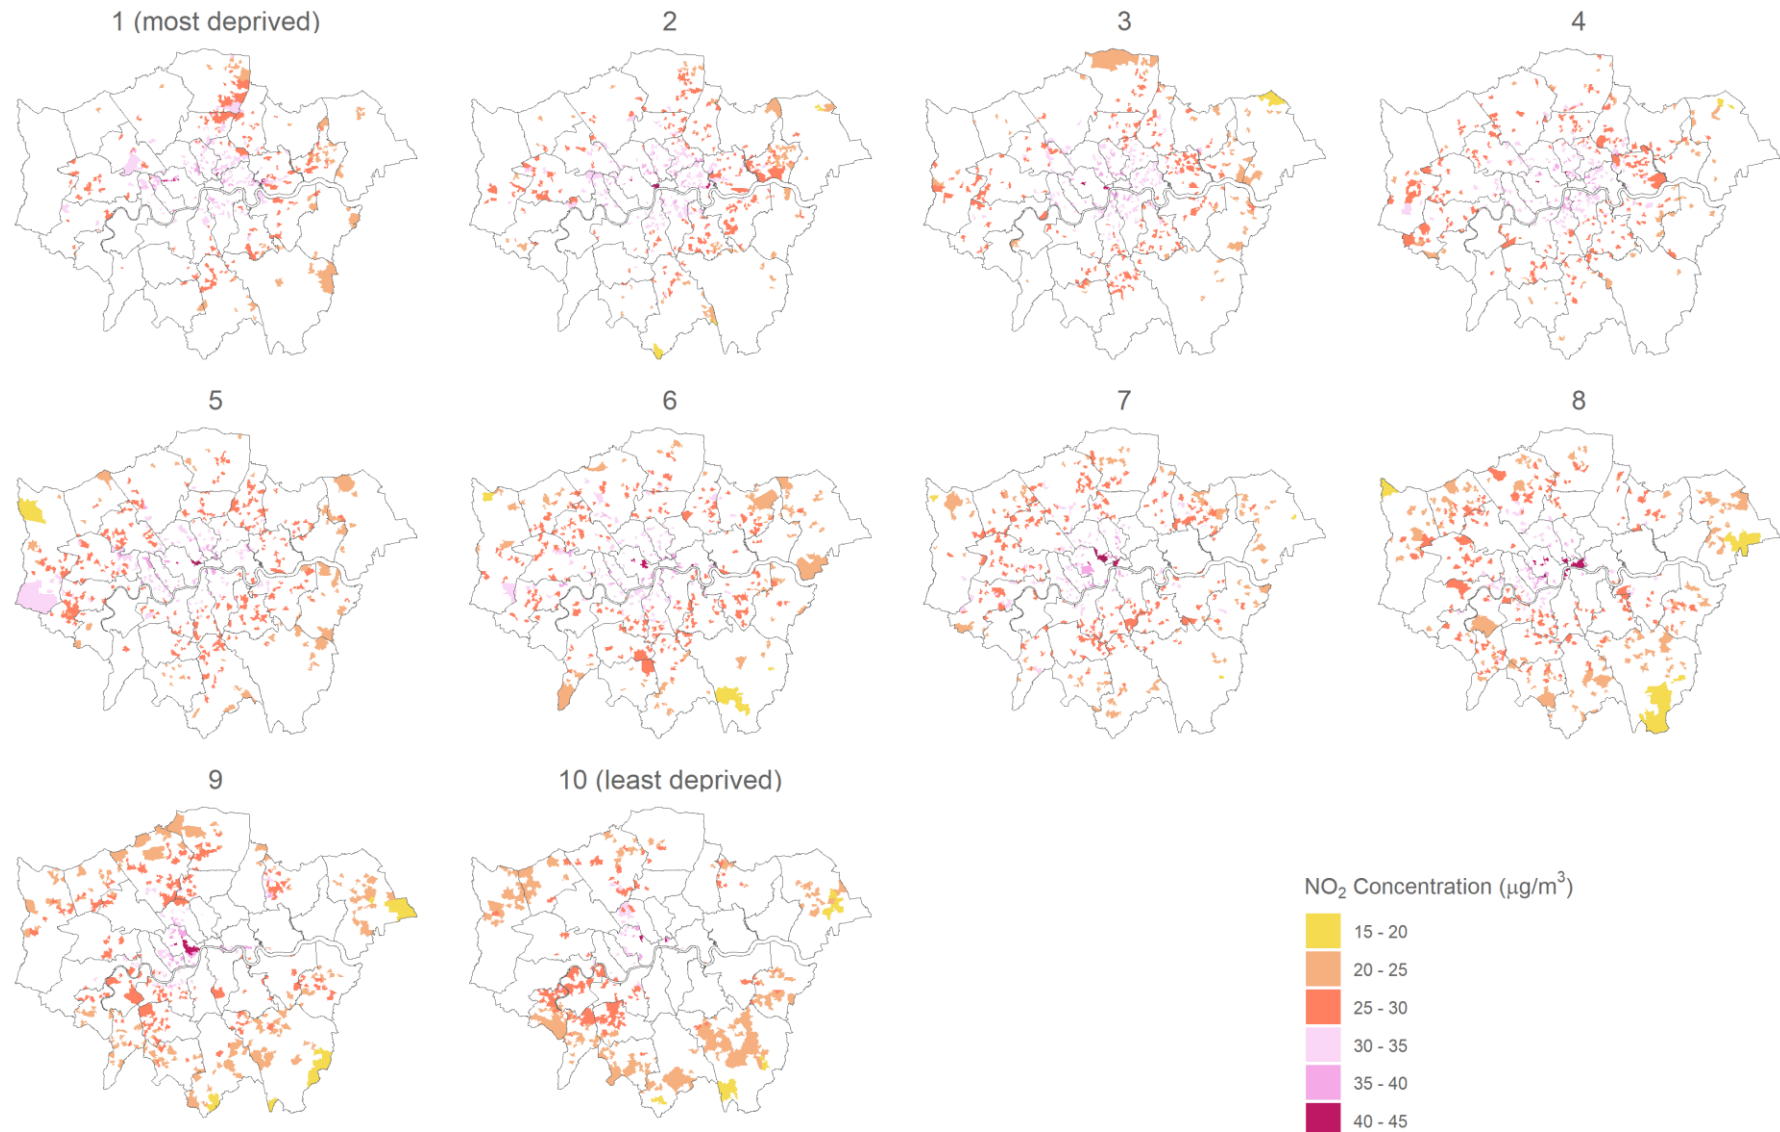 1 (most deprived)
2
3
4
5
6
7
8
9
10 (least deprived)
NO₂ Concentration (μg/m³)
15 - 20
20 - 25
25 - 30
30 - 35
35 - 40
40 - 45